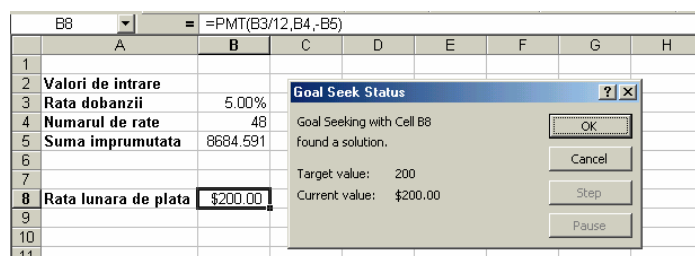 B8 = =PMT(B3/12,B4,-B5)
A B C D E F G H
1
2 Valori de intrare
3 Rata dobanzii 5.00%
4 Numarul de rate 48
5 Suma imprumutata 8684.591
6
7
8 Rata lunara de plata $200.00
9
10
11
Goal Seek Status ? X
Goal Seeking with Cell B8
found a solution.
Target value: 200
Current value: $200.00
OK
Cancel
Step
Pause